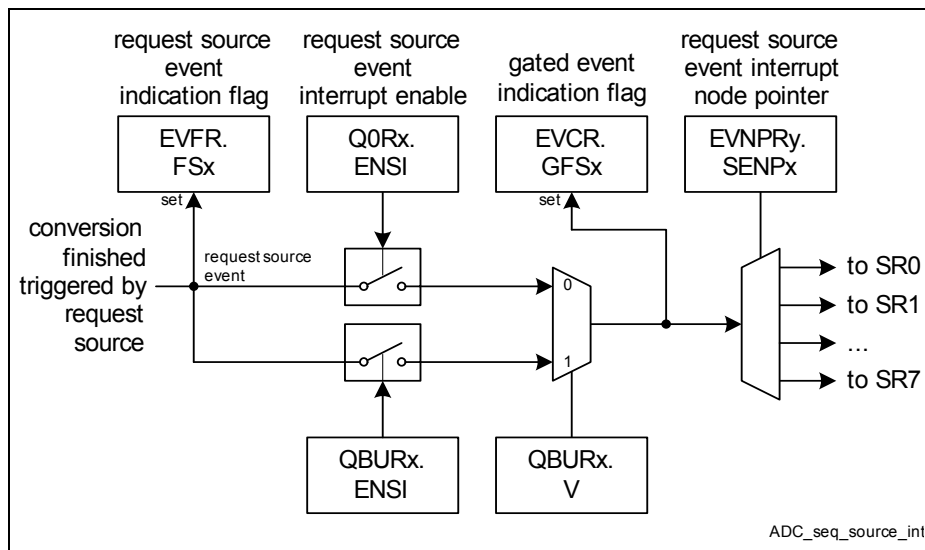 request source
event
indication flag
request source
event
interrupt enable
gated event
indication flag
request source
event interrupt
node pointer
EVFR.
FSx
Q0Rx.
ENSI
EVCR.
GFSx
EVNPRy.
SENPx
set
set
conversion
finished
triggered by
request
source
request source
event
0
1
to SR0
to SR1
...
to SR7
QBURx.
ENSI
QBURx.
V
ADC_seq_source_int